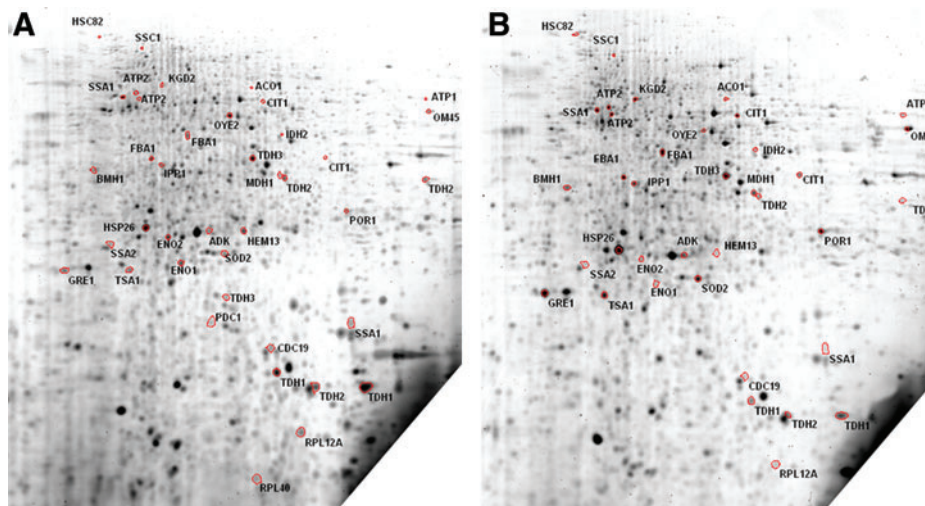 A
HSC82
SSC1
ATP2
KGD2
SSA1
ATP2
ACO1
CIT1
ATP1
OM45
OYE2
FBA1
IDH2
FBA1
IPP1
TDH3
CIT1
BMH1
MDH1
TDH2
TDH2
POR1
HSP26
ENO2
ADK
HEM13
SSA2
SOD2
GRE1
TSA1
ENO1
TDH3
PDC1
SSA1
CDC19
TDH1
TDH2
TDH1
RPL12A
RPL40
B
HSC82
SSC1
ATP2
KGD2
ACO1
SSA1
ATP2
CIT1
ATP
OM
OYE2
FBA1
FBA1
IDH2
TDH3
BMH1
IPP1
MDH1
CIT1
TDH2
TD
HSP26
POR1
ENO2
ADK
HEM13
SSA2
ENO1
SOD2
GRE1
TSA1
SSA1
CDC19
TDH1
TDH2
TDH1
RPL12A